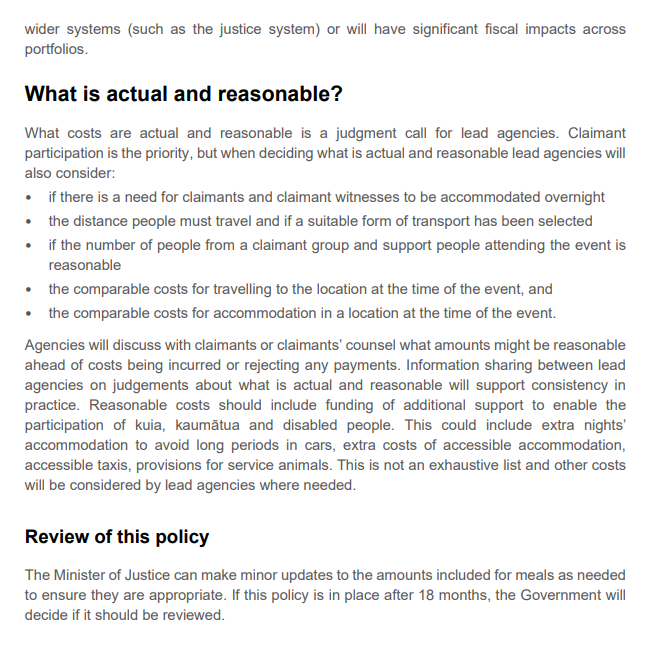 wider systems (such as the justice system) or will have significant fiscal impacts across
portfolios.
What is actual and reasonable?
What costs are actual and reasonable is a judgment call for lead agencies. Claimant
participation is the priority, but when deciding what is actual and reasonable lead agencies will
also consider:
• if there is a need for claimants and claimant witnesses to be accommodated overnight
• the distance people must travel and if a suitable form of transport has been selected
• if the number of people from a claimant group and support people attending the event is
reasonable
• the comparable costs for travelling to the location at the time of the event, and
• the comparable costs for accommodation in a location at the time of the event.
Agencies will discuss with claimants or claimants’ counsel what amounts might be reasonable
ahead of costs being incurred or rejecting any payments. Information sharing between lead
agencies on judgements about what is actual and reasonable will support consistency in
practice. Reasonable costs should include funding of additional support to enable the
participation of kuia, kaumātua and disabled people. This could include extra nights’
accommodation to avoid long periods in cars, extra costs of accessible accommodation,
accessible taxis, provisions for service animals. This is not an exhaustive list and other costs
will be considered by lead agencies where needed.
Review of this policy
The Minister of Justice can make minor updates to the amounts included for meals as needed
to ensure they are appropriate. If this policy is in place after 18 months, the Government will
decide if it should be reviewed.